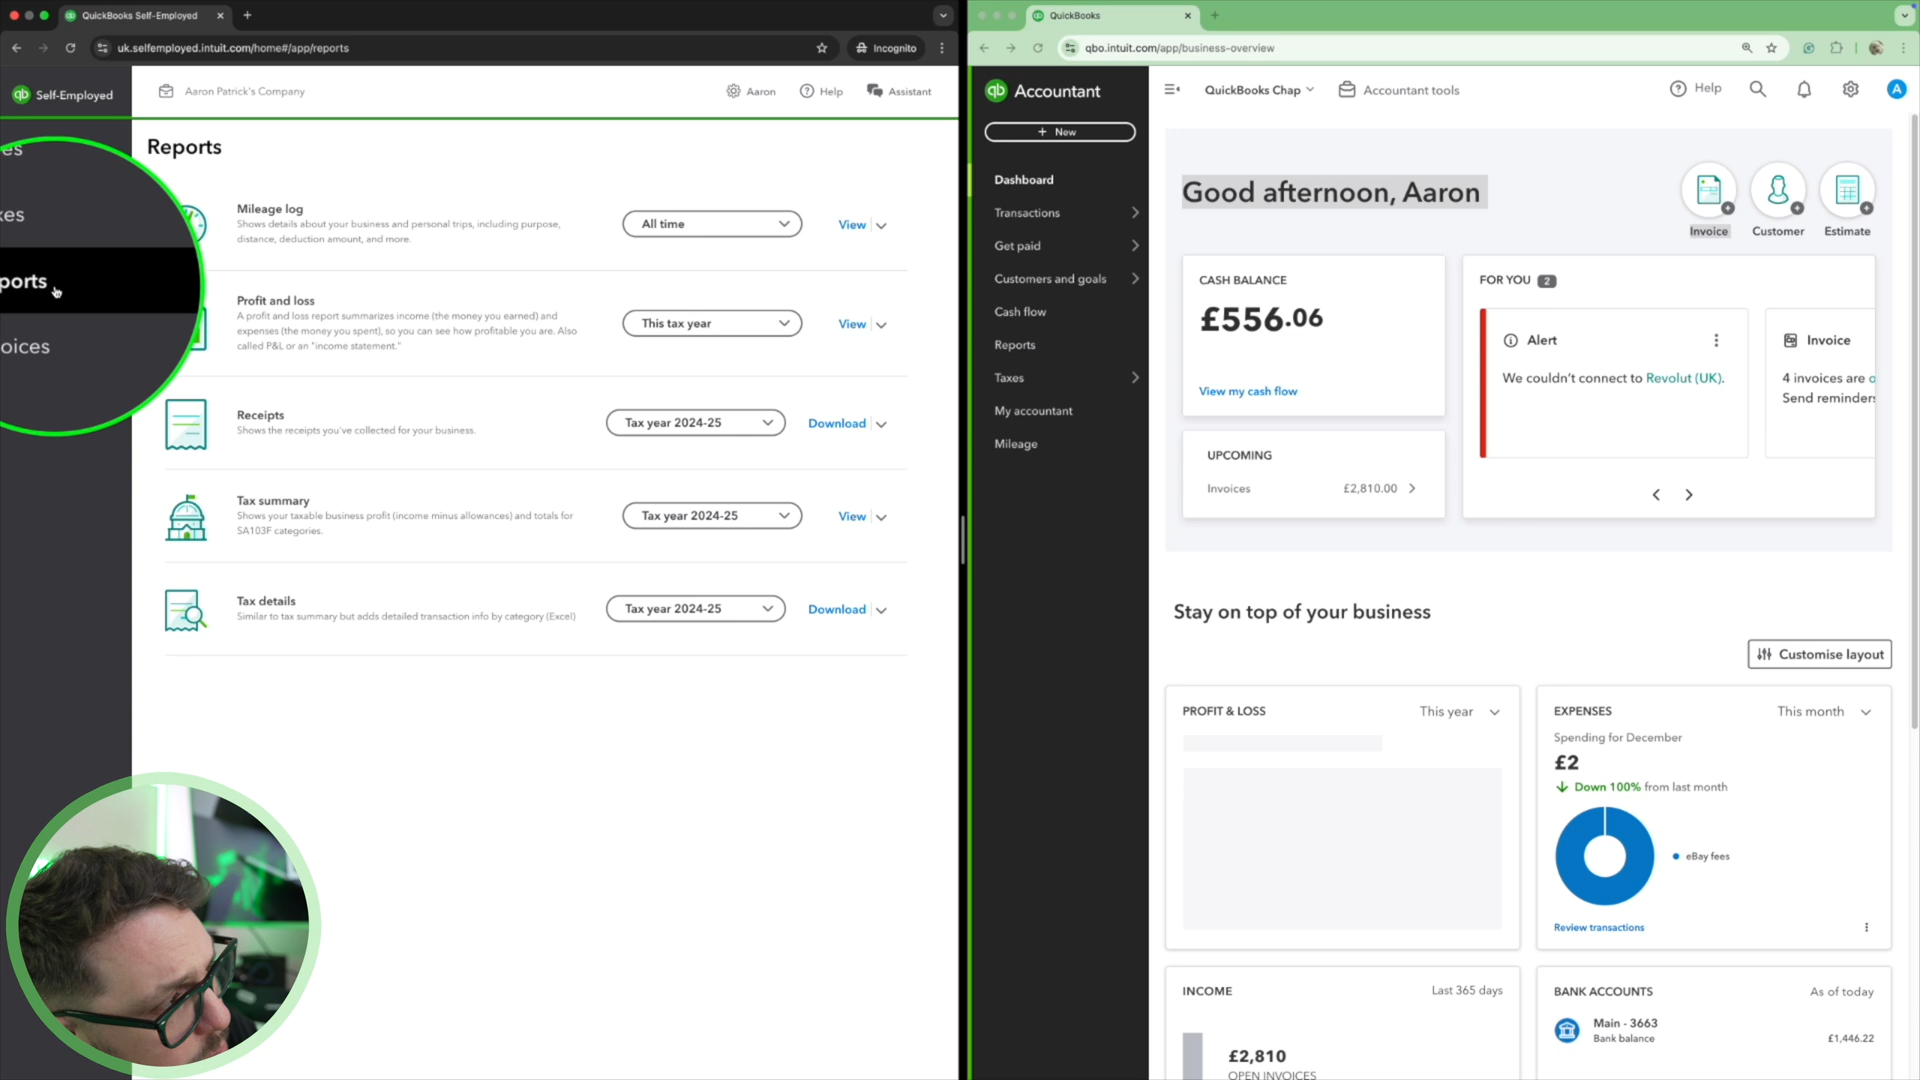 QuickBooks Self-Employed
uk.selfemployed.intuit.com/home#/app/reports
Incognito
Self-Employed
Aaron Patrick's Company
Aaron
Help
Assistant
Reports
ports
oices
Mileage log
Shows details about your business and personal trips, including purpose,
distance, deduction amount, and more.
All time
View
Profit and loss
A profit and loss report summarizes income (the money you earned) and
expenses (the money you spent), so you can see how profitable you are. Also
called P&L or an "income statement."
This tax year
View
Receipts
Shows the receipts you've collected for your business.
Tax year 2024-25
Download
Tax summary
Shows your taxable business profit (income minus allowances) and totals for
SA103F categories.
Tax year 2024-25
View
Tax details
Similar to tax summary but adds detailed transaction info by category (Excel)
Tax year 2024-25
Download
QuickBooks
qbo.intuit.com/app/business-overview
qb Accountant
+ New
Dashboard
Transactions
Get paid
Customers and goals
Cash flow
Reports
Taxes
My accountant
Mileage
QuickBooks Chap
Accountant tools
Help
A
Good afternoon, Aaron
Invoice
Customer
Estimate
CASH BALANCE
£556.06
View my cash flow
UPCOMING
Invoices £2,810.00
FOR YOU 2
Alert
We couldn't connect to Revolut (UK).
Invoice
4 invoices are o
Send reminders
Stay on top of your business
Customise layout
PROFIT & LOSS
This year
EXPENSES
This month
Spending for December
£2
Down 100% from last month
eBay fees
Review transactions
INCOME
Last 365 days
£2,810
OPEN INVOICES
BANK ACCOUNTS
As of today
Main - 3663
Bank balance
£1,446.22